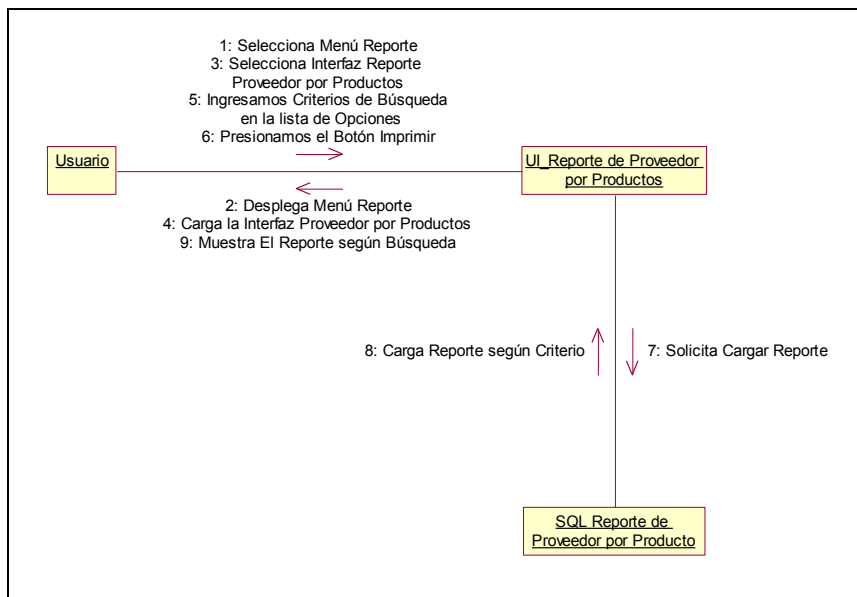 1: Selecciona Menú Reporte
3: Selecciona Interfaz Reporte
Proveedor por Productos
5: Ingresamos Criterios de Búsqueda
en la lista de Opciones
6: Presionamos el Botón Imprimir
Usuario
UI_Reporte de Proveedor
por Productos
2: Desplega Menú Reporte
4: Carga la Interfaz Proveedor por Productos
9: Muestra El Reporte según Búsqueda
8: Carga Reporte según Criterio
7: Solicita Cargar Reporte
SQL Reporte de
Proveedor por Producto